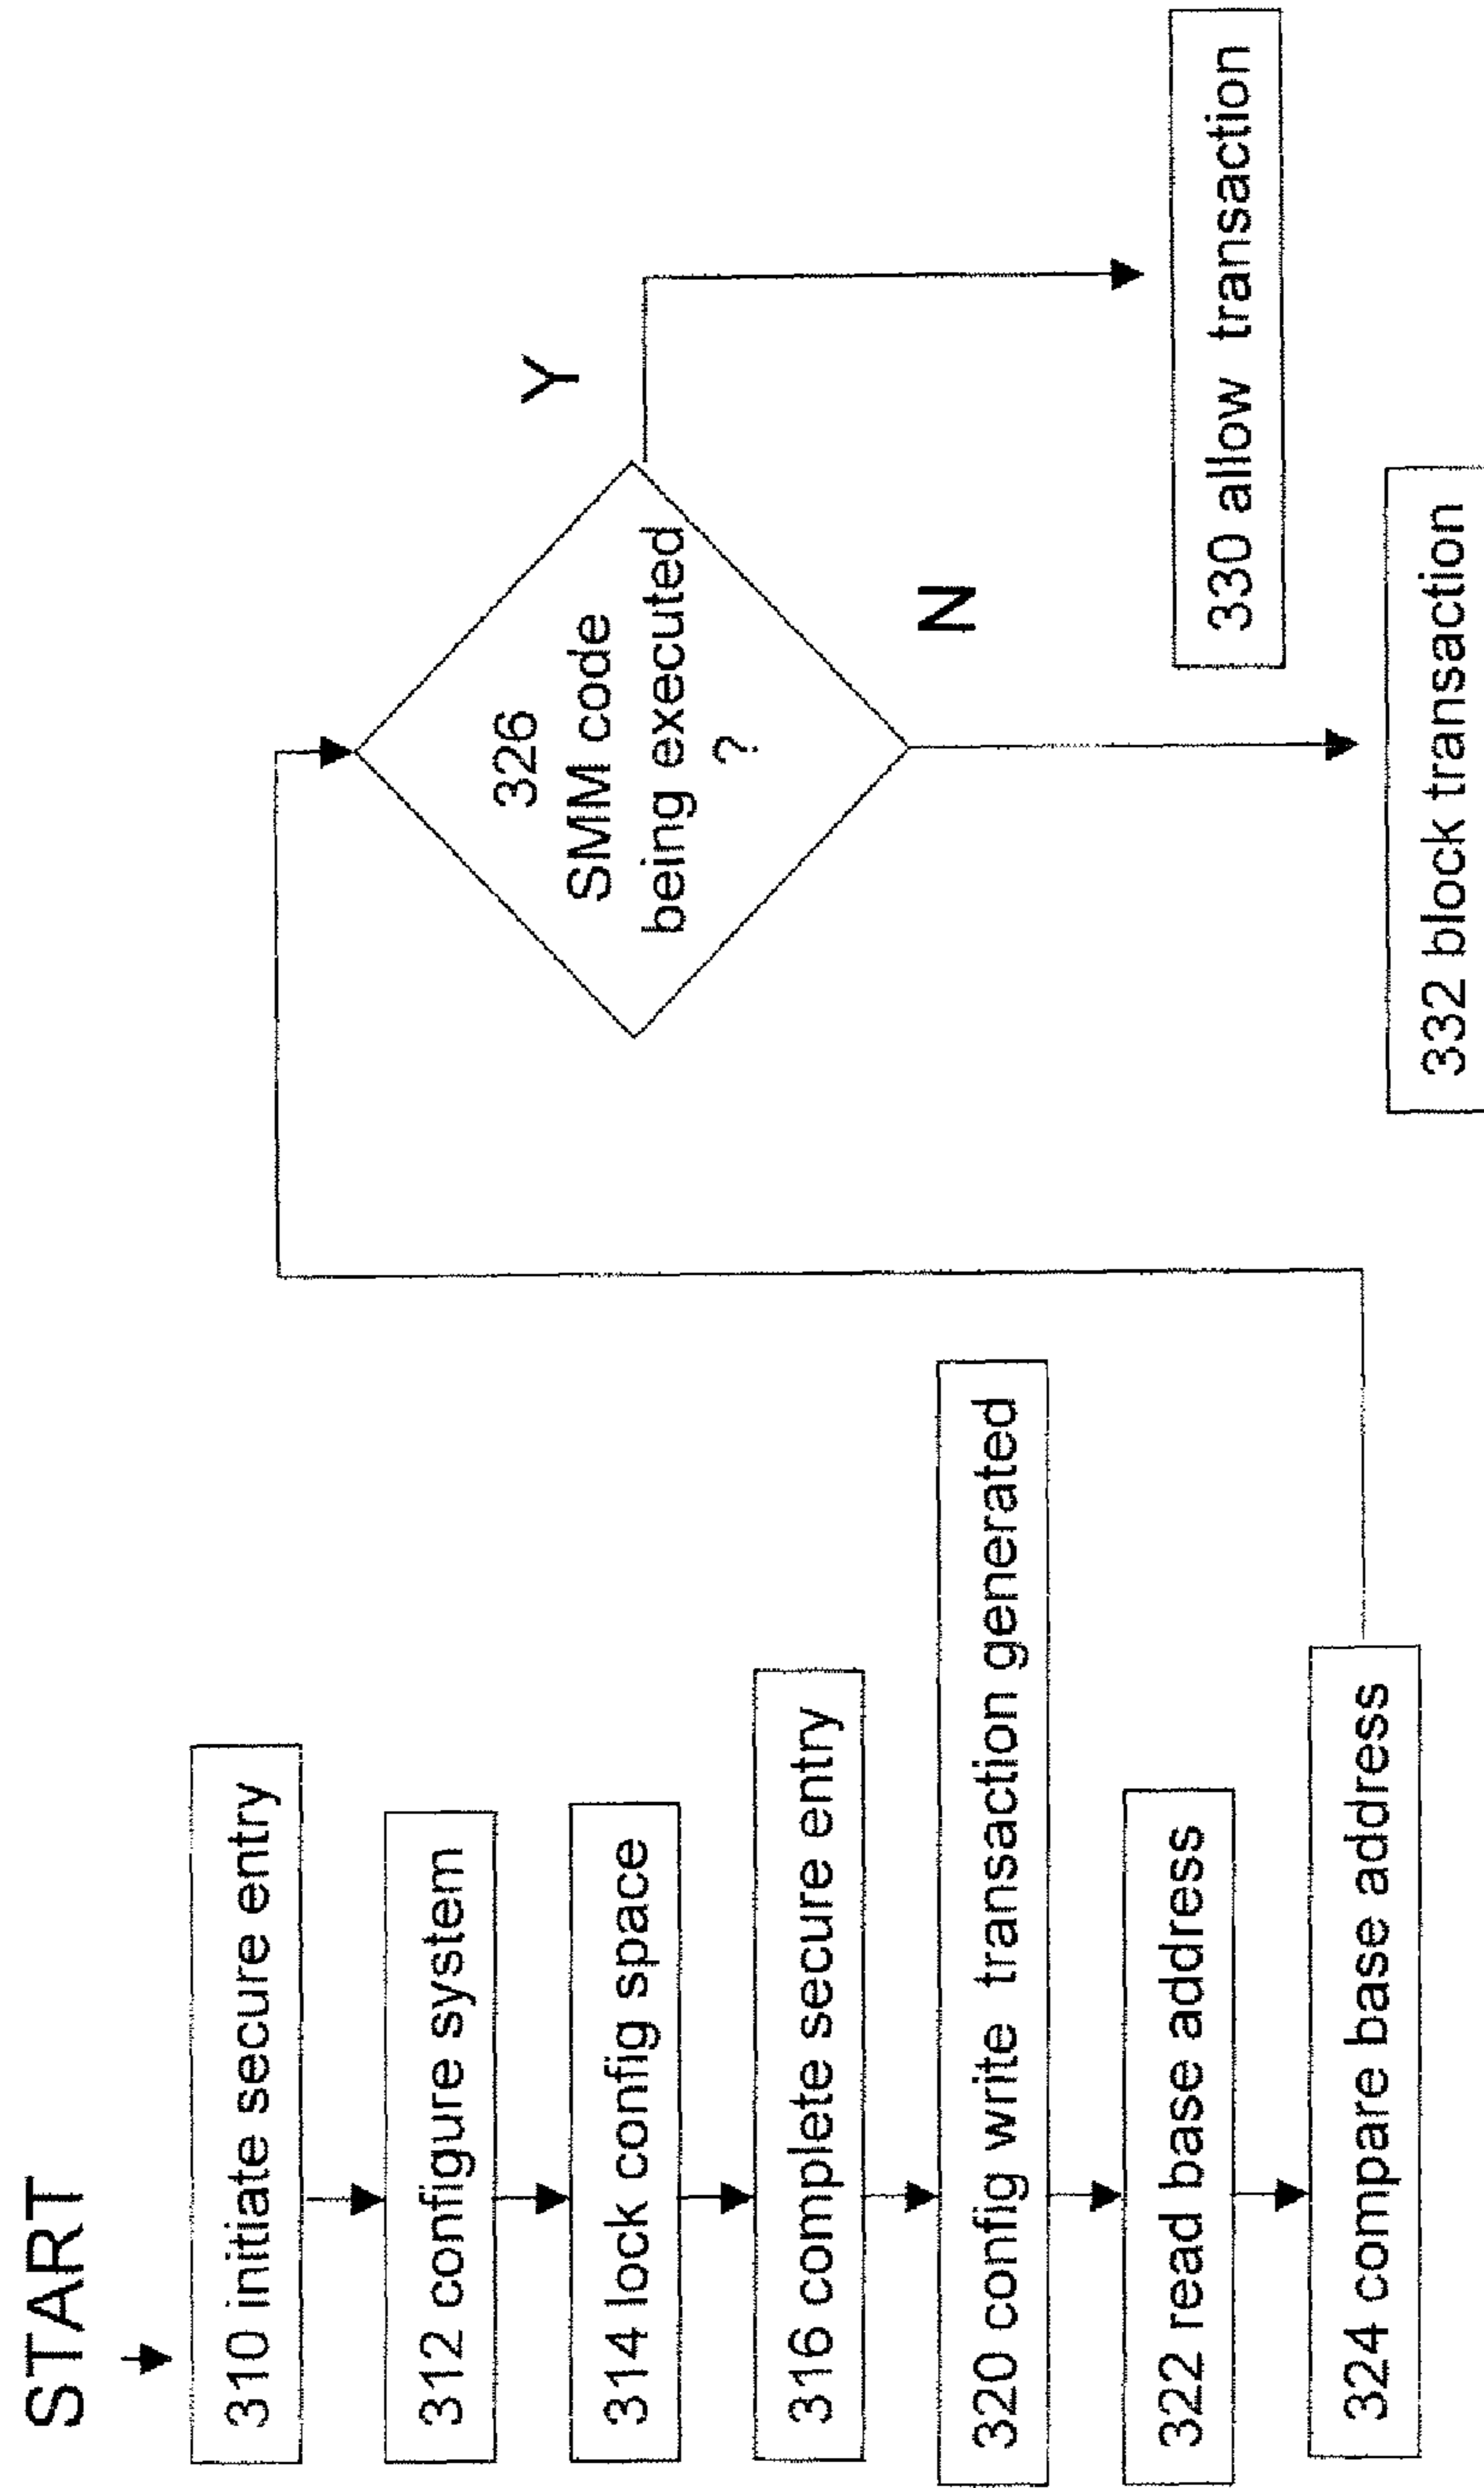 START
310 initiate secure entry
312 configure system
314 lock config space
316 complete secure entry
320 config write transaction generated
322 read base address
324 compare base address
326
SMM code
being executed
?
Y
N
330 allow transaction
332 block transaction